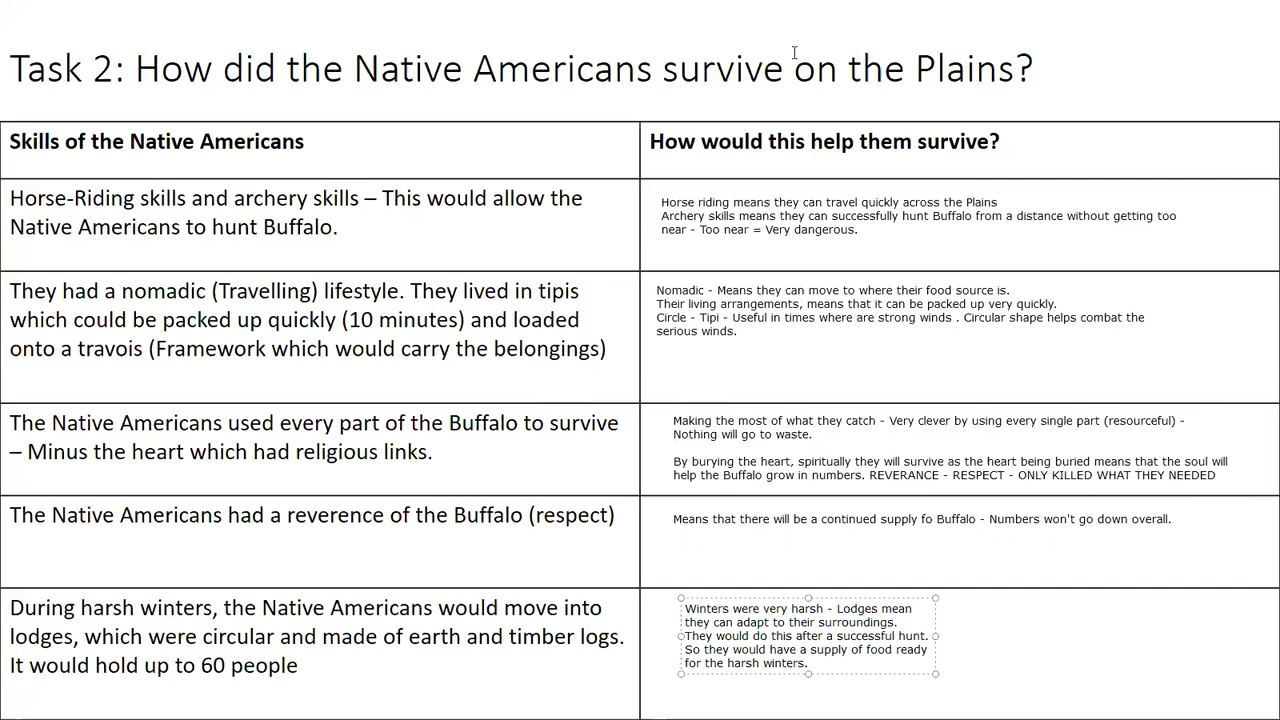 Task 2: How did the Native Americans survive on the Plains?
Skills of the Native Americans
How would this help them survive?
Horse-Riding skills and archery skills – This would allow the
Native Americans to hunt Buffalo.
Horse riding means they can travel quickly across the Plains
Archery skills means they can successfully hunt Buffalo from a distance without getting too
near - Too near = Very dangerous.
They had a nomadic (Travelling) lifestyle. They lived in tipis
which could be packed up quickly (10 minutes) and loaded
onto a travois (Framework which would carry the belongings)
Nomadic - Means they can move to where their food source is.
Their living arrangements, means that it can be packed up very quickly.
Circle - Tipi - Useful in times where are strong winds . Circular shape helps combat the
serious winds.
The Native Americans used every part of the Buffalo to survive
– Minus the heart which had religious links.
Making the most of what they catch - Very clever by using every single part (resourceful) -
Nothing will go to waste.
By burying the heart, spiritually they will survive as the heart being buried means that the soul will
help the Buffalo grow in numbers. REVERANCE - RESPECT - ONLY KILLED WHAT THEY NEEDED
The Native Americans had a reverence of the Buffalo (respect)
Means that there will be a continued supply fo Buffalo - Numbers won't go down overall.
During harsh winters, the Native Americans would move into
lodges, which were circular and made of earth and timber logs.
It would hold up to 60 people
Winters were very harsh - Lodges mean
they can adapt to their surroundings.
They would do this after a successful hunt.
So they would have a supply of food ready
for the harsh winters.